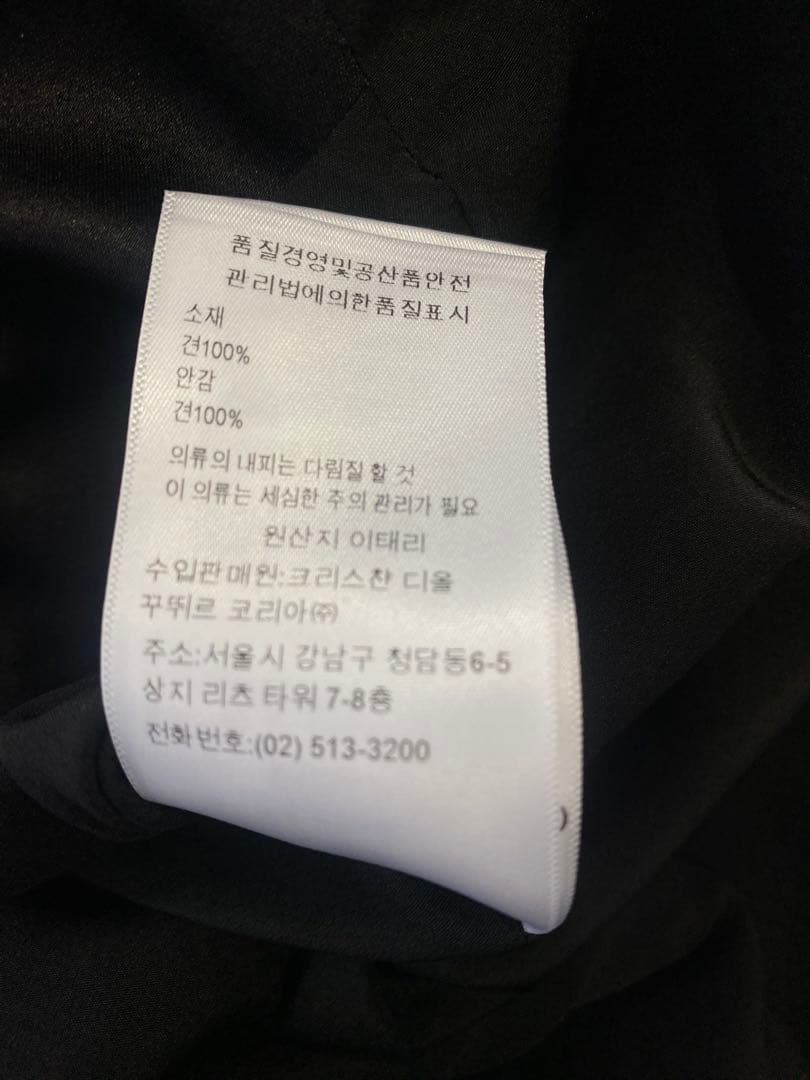 품질경영및공산품안전
관리법에의한품질표시
소재
견100%
안감
견100%
의류의 내피는 다림질 할 것
이 의류는 세심한 주의 관리가 필요
원산지 이태리
수입판매원:크리스챤 디올
꾸뛰르 코리아㈜
주소:서울시 강남구 청담동6-5
상지 리츠 타워 7-8층
전화번호:(02) 513-3200
)